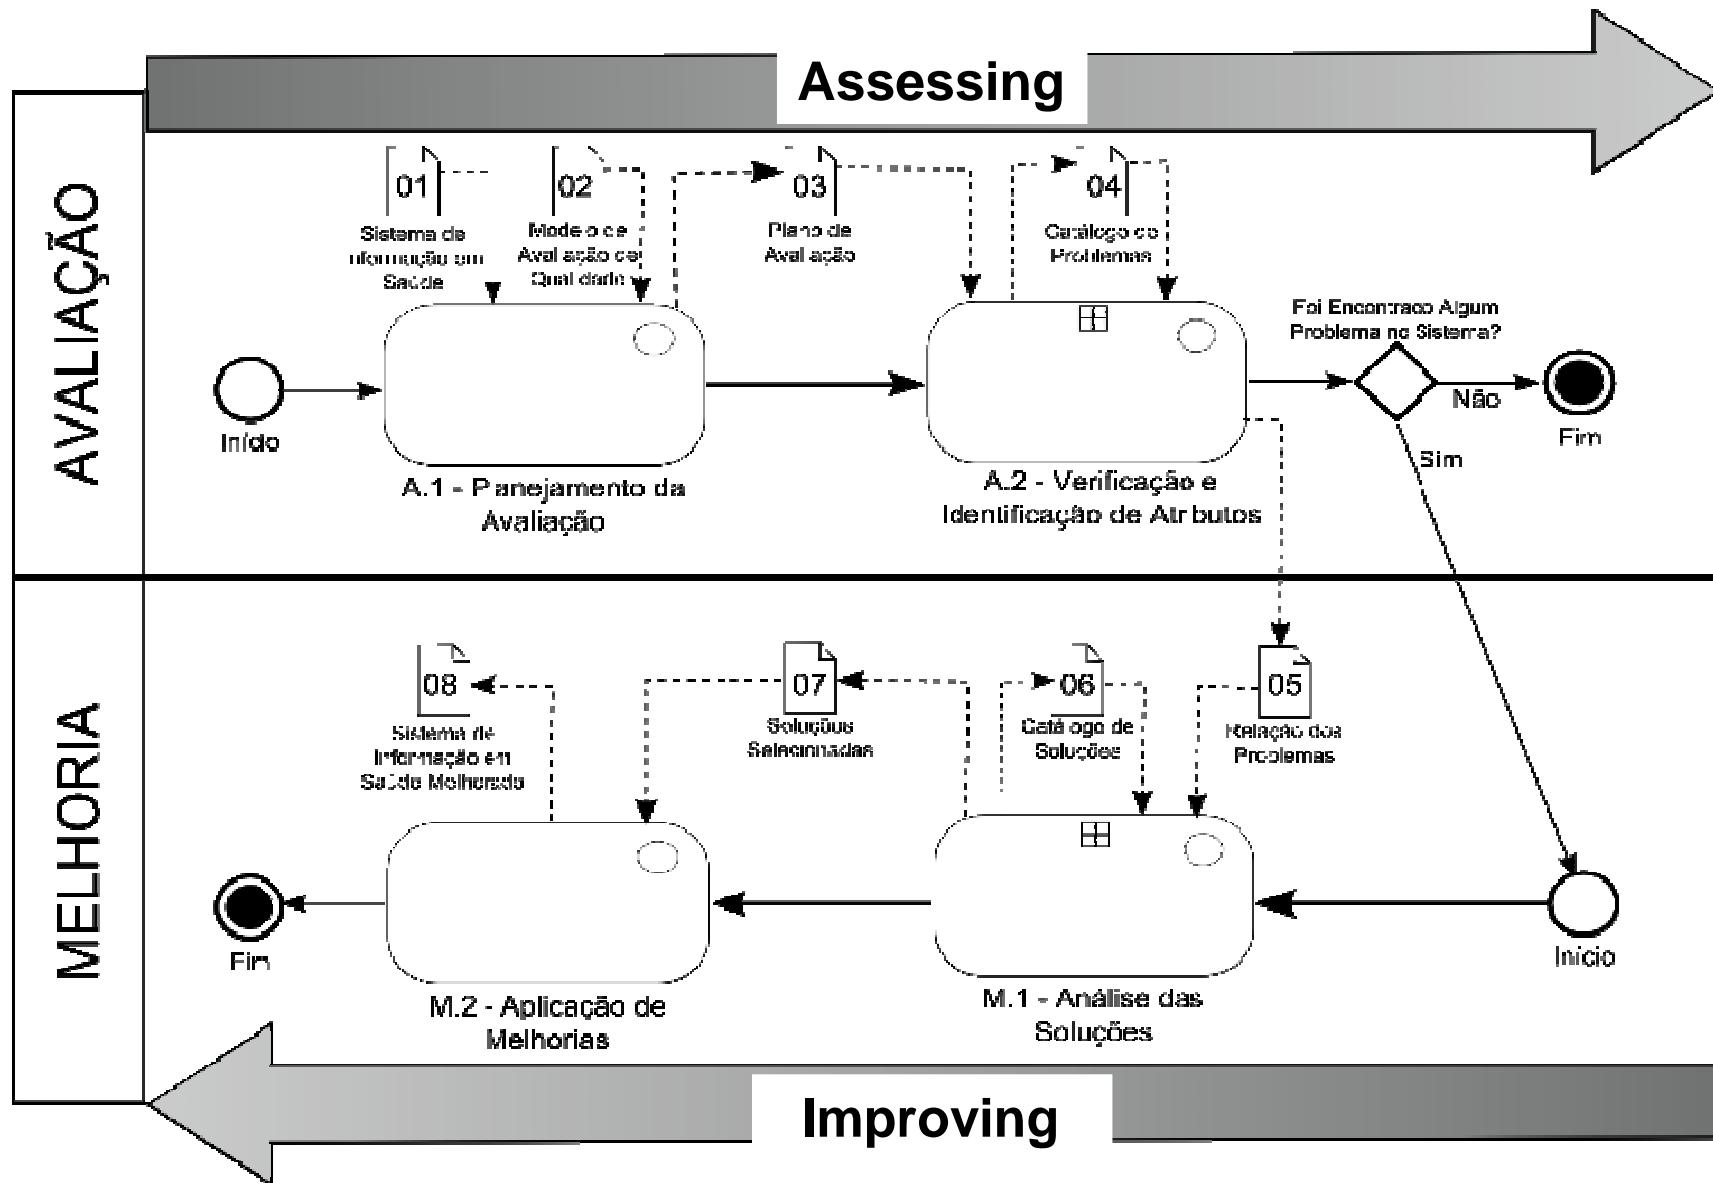 Assessing
AVALIAÇÃO
01
Sistema de
Informação em
Saúde
02
Modelo de
Avaliação de
Qualidade
03
Plano de
Avaliação
04
Catálogo de
Problemas
Foi Encontrado Algum
Problema no Sistema?
Início
Não
Fim
Sim
A.1 - Planejamento da
Avaliação
A.2 - Verificação e
Identificação de Atributos
MELHORIA
08
Sistema de
Informação em
Saúde Melhorado
07
Soluções
Selecionadas
06
Catálogo de
Soluções
05
Relação dos
Problemas
Fim
Início
M.2 - Aplicação de
Melhorias
M.1 - Análise das
Soluções
Improving